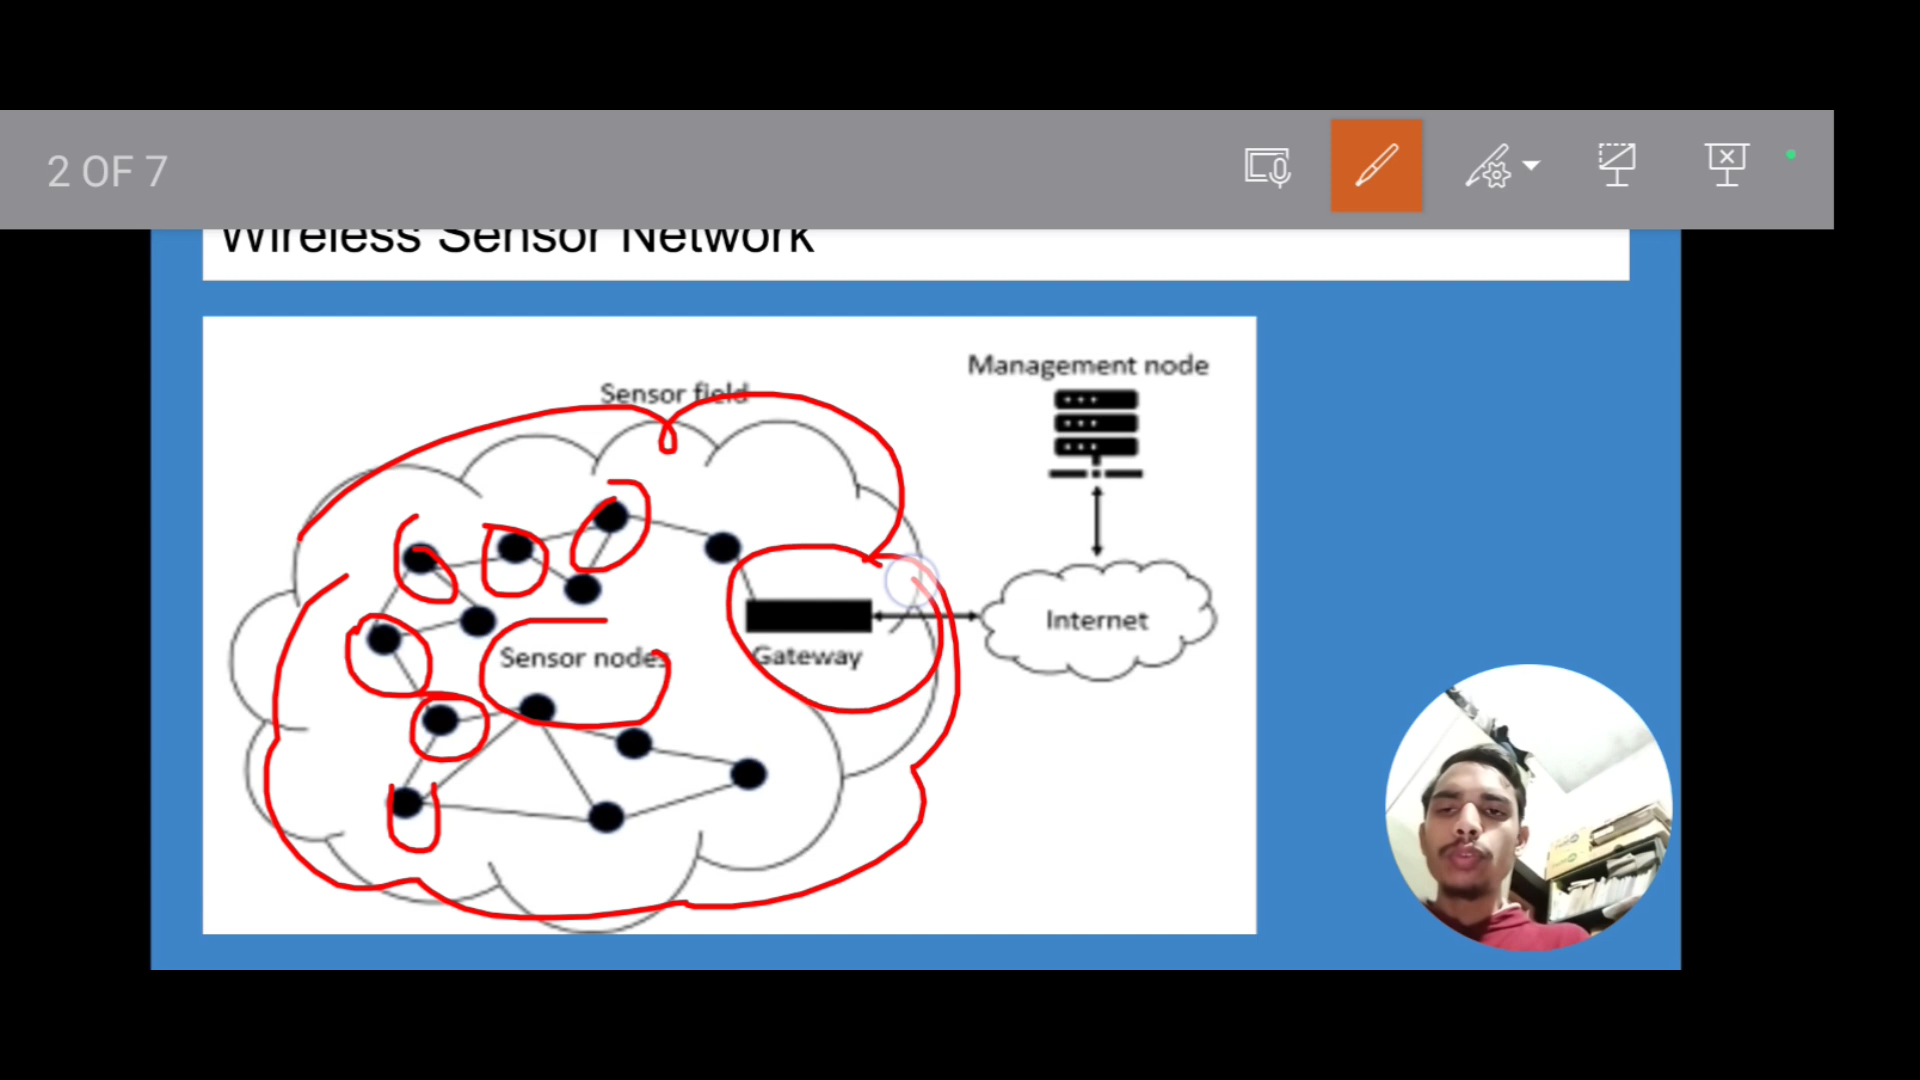 2 OF 7
Wireless Sensor Network
Sensor field
Management node
Internet
Sensor nodes
Gateway